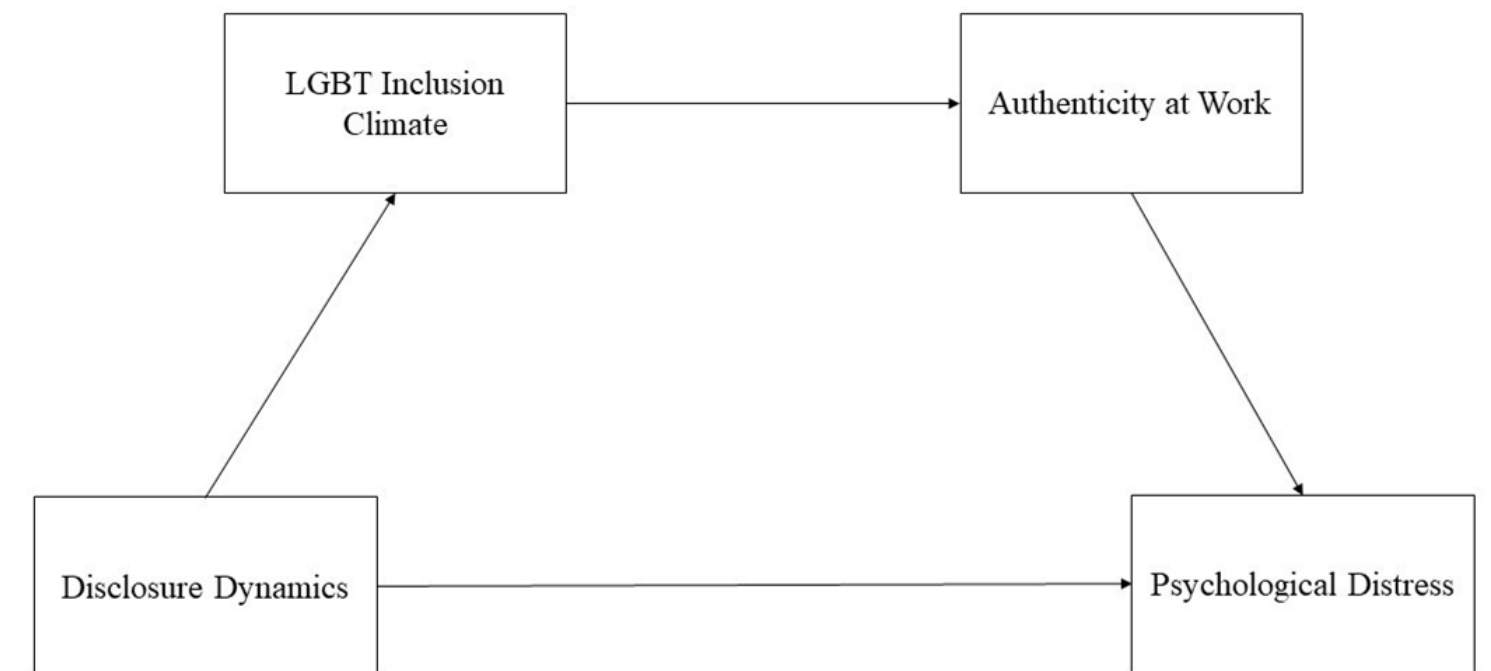 LGBT Inclusion
Climate
Authenticity at Work
Disclosure Dynamics
Psychological Distress